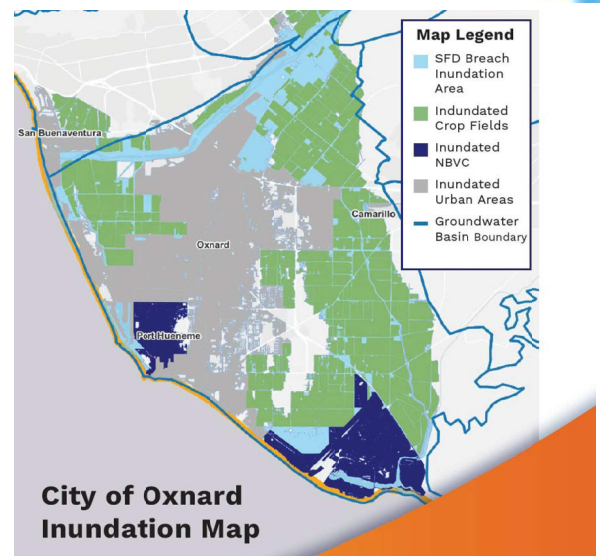 Map Legend
SFD Breach
Inundation
Area
Indundated
Crop Fields
Inundated
NBVC
Inundated
Urban Areas
Groundwater
Basin Boundary
San Buenaventura
Camarillo
Oxnard
Port Hueneme
City of Oxnard
Inundation Map